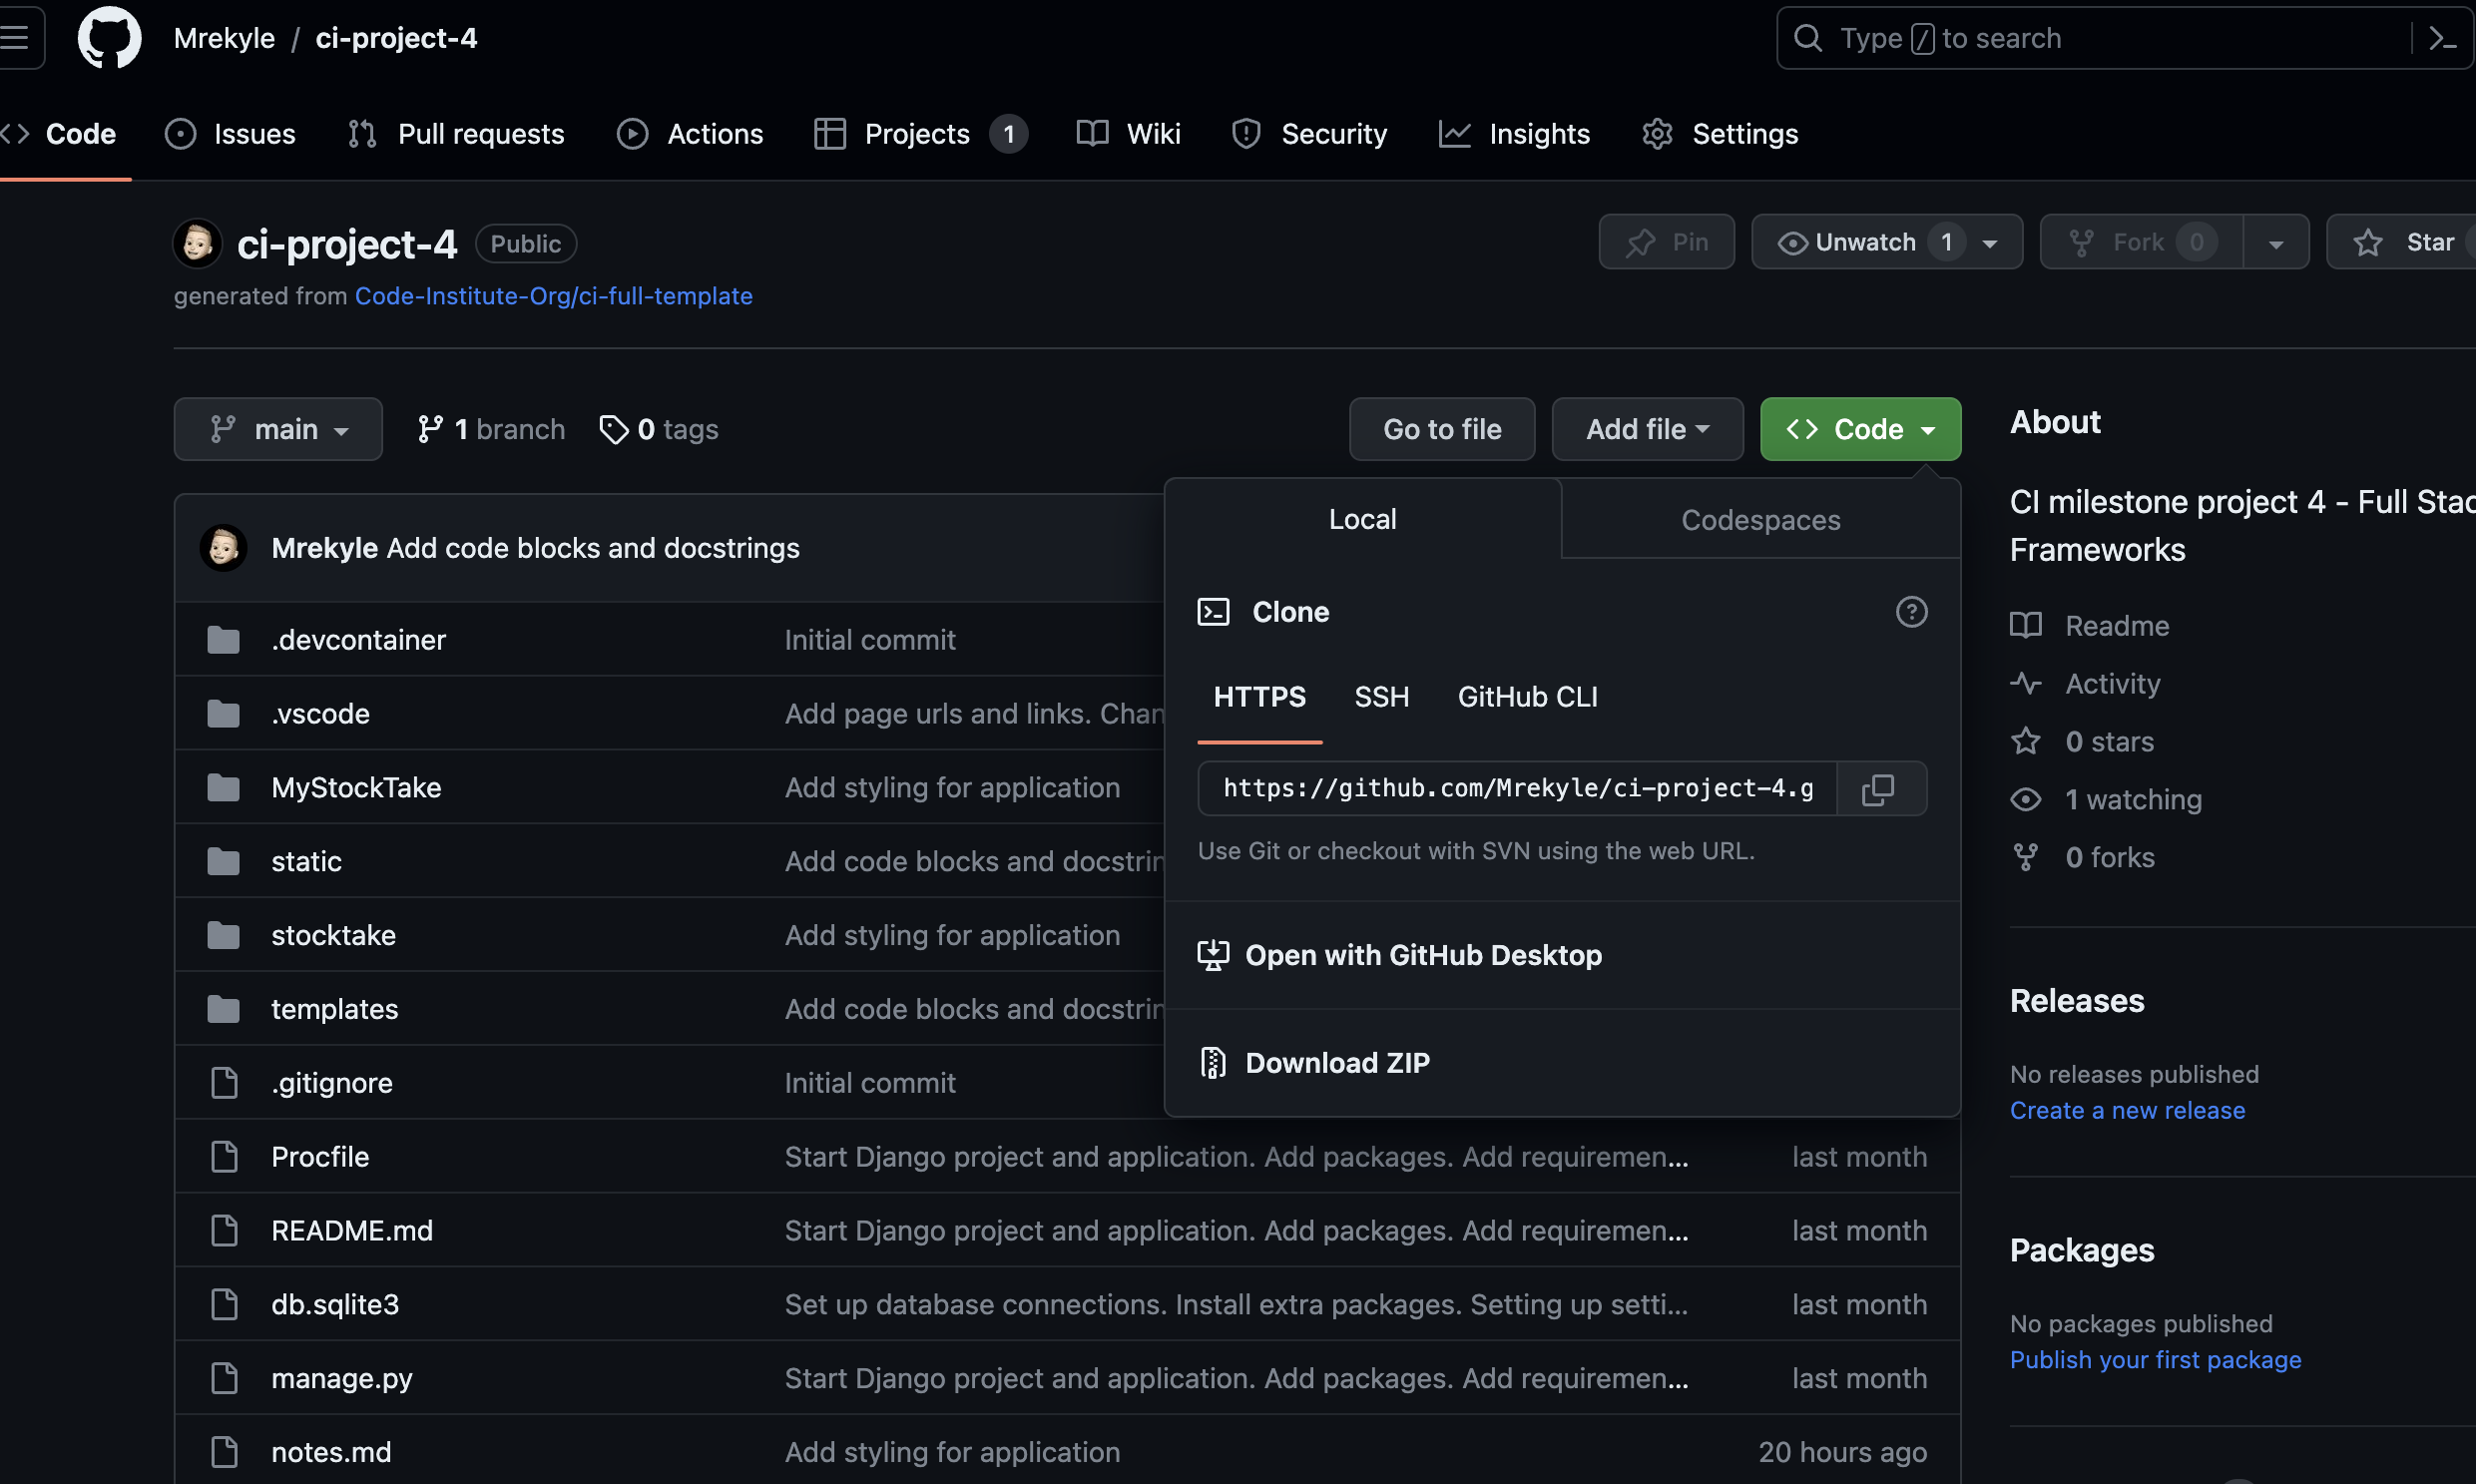 Mrekyle / ci-project-4
Type / to search
Code Issues Pull requests Actions Projects 1 Wiki Security Insights Settings
ci-project-4 Public
Pin Unwatch 1 Fork 0 Star
generated from Code-Institute-Org/ci-full-template
main 1 branch 0 tags Go to file Add file Code
Mrekyle Add code blocks and docstrings
.devcontainer Initial commit
.vscode Add page urls and links. Chan
MyStockTake Add styling for application
static Add code blocks and docstrin
stocktake Add styling for application
templates Add code blocks and docstrin
.gitignore Initial commit
Procfile Start Django project and application. Add packages. Add requiremen... last month
README.md Start Django project and application. Add packages. Add requiremen... last month
db.sqlite3 Set up database connections. Install extra packages. Setting up setti... last month
manage.py Start Django project and application. Add packages. Add requiremen... last month
notes.md Add styling for application 20 hours ago
Local Codespaces
Clone
HTTPS SSH GitHub CLI
https://github.com/Mrekyle/ci-project-4.g
Use Git or checkout with SVN using the web URL.
Open with GitHub Desktop
Download ZIP
About
CI milestone project 4 - Full Stac
Frameworks
Readme
Activity
0 stars
1 watching
0 forks
Releases
No releases published
Create a new release
Packages
No packages published
Publish your first package